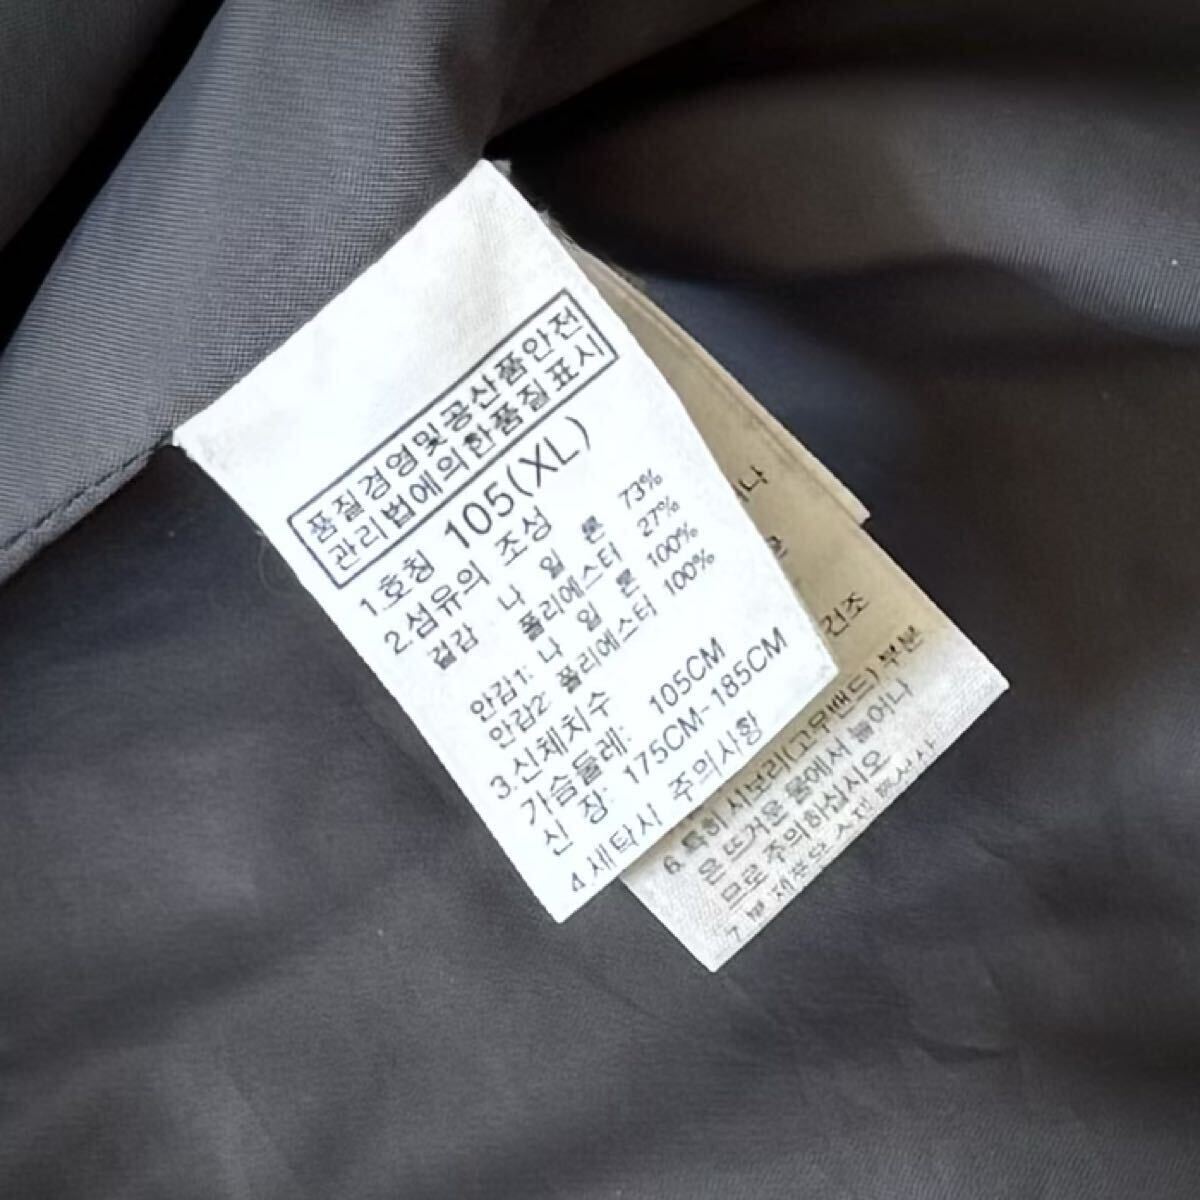 품질경영및공산품안전
관리법에의한품질표시
1.호칭 105(XL)
2.섬유의 조성
겉감 나 일 론 73%
폴리에스터 27%
안감1: 나 일 론 100%
안감2: 폴리에스터 100%
3.신체치수
가슴둘레: 105CM
신 장: 175CM-185CM
4.세탁시 주의사항
건조
6.특히 시보리(고무밴드) 부분
은 뜨거운 물에서 늘어나
므로 주의하십시오
7.본 제품은